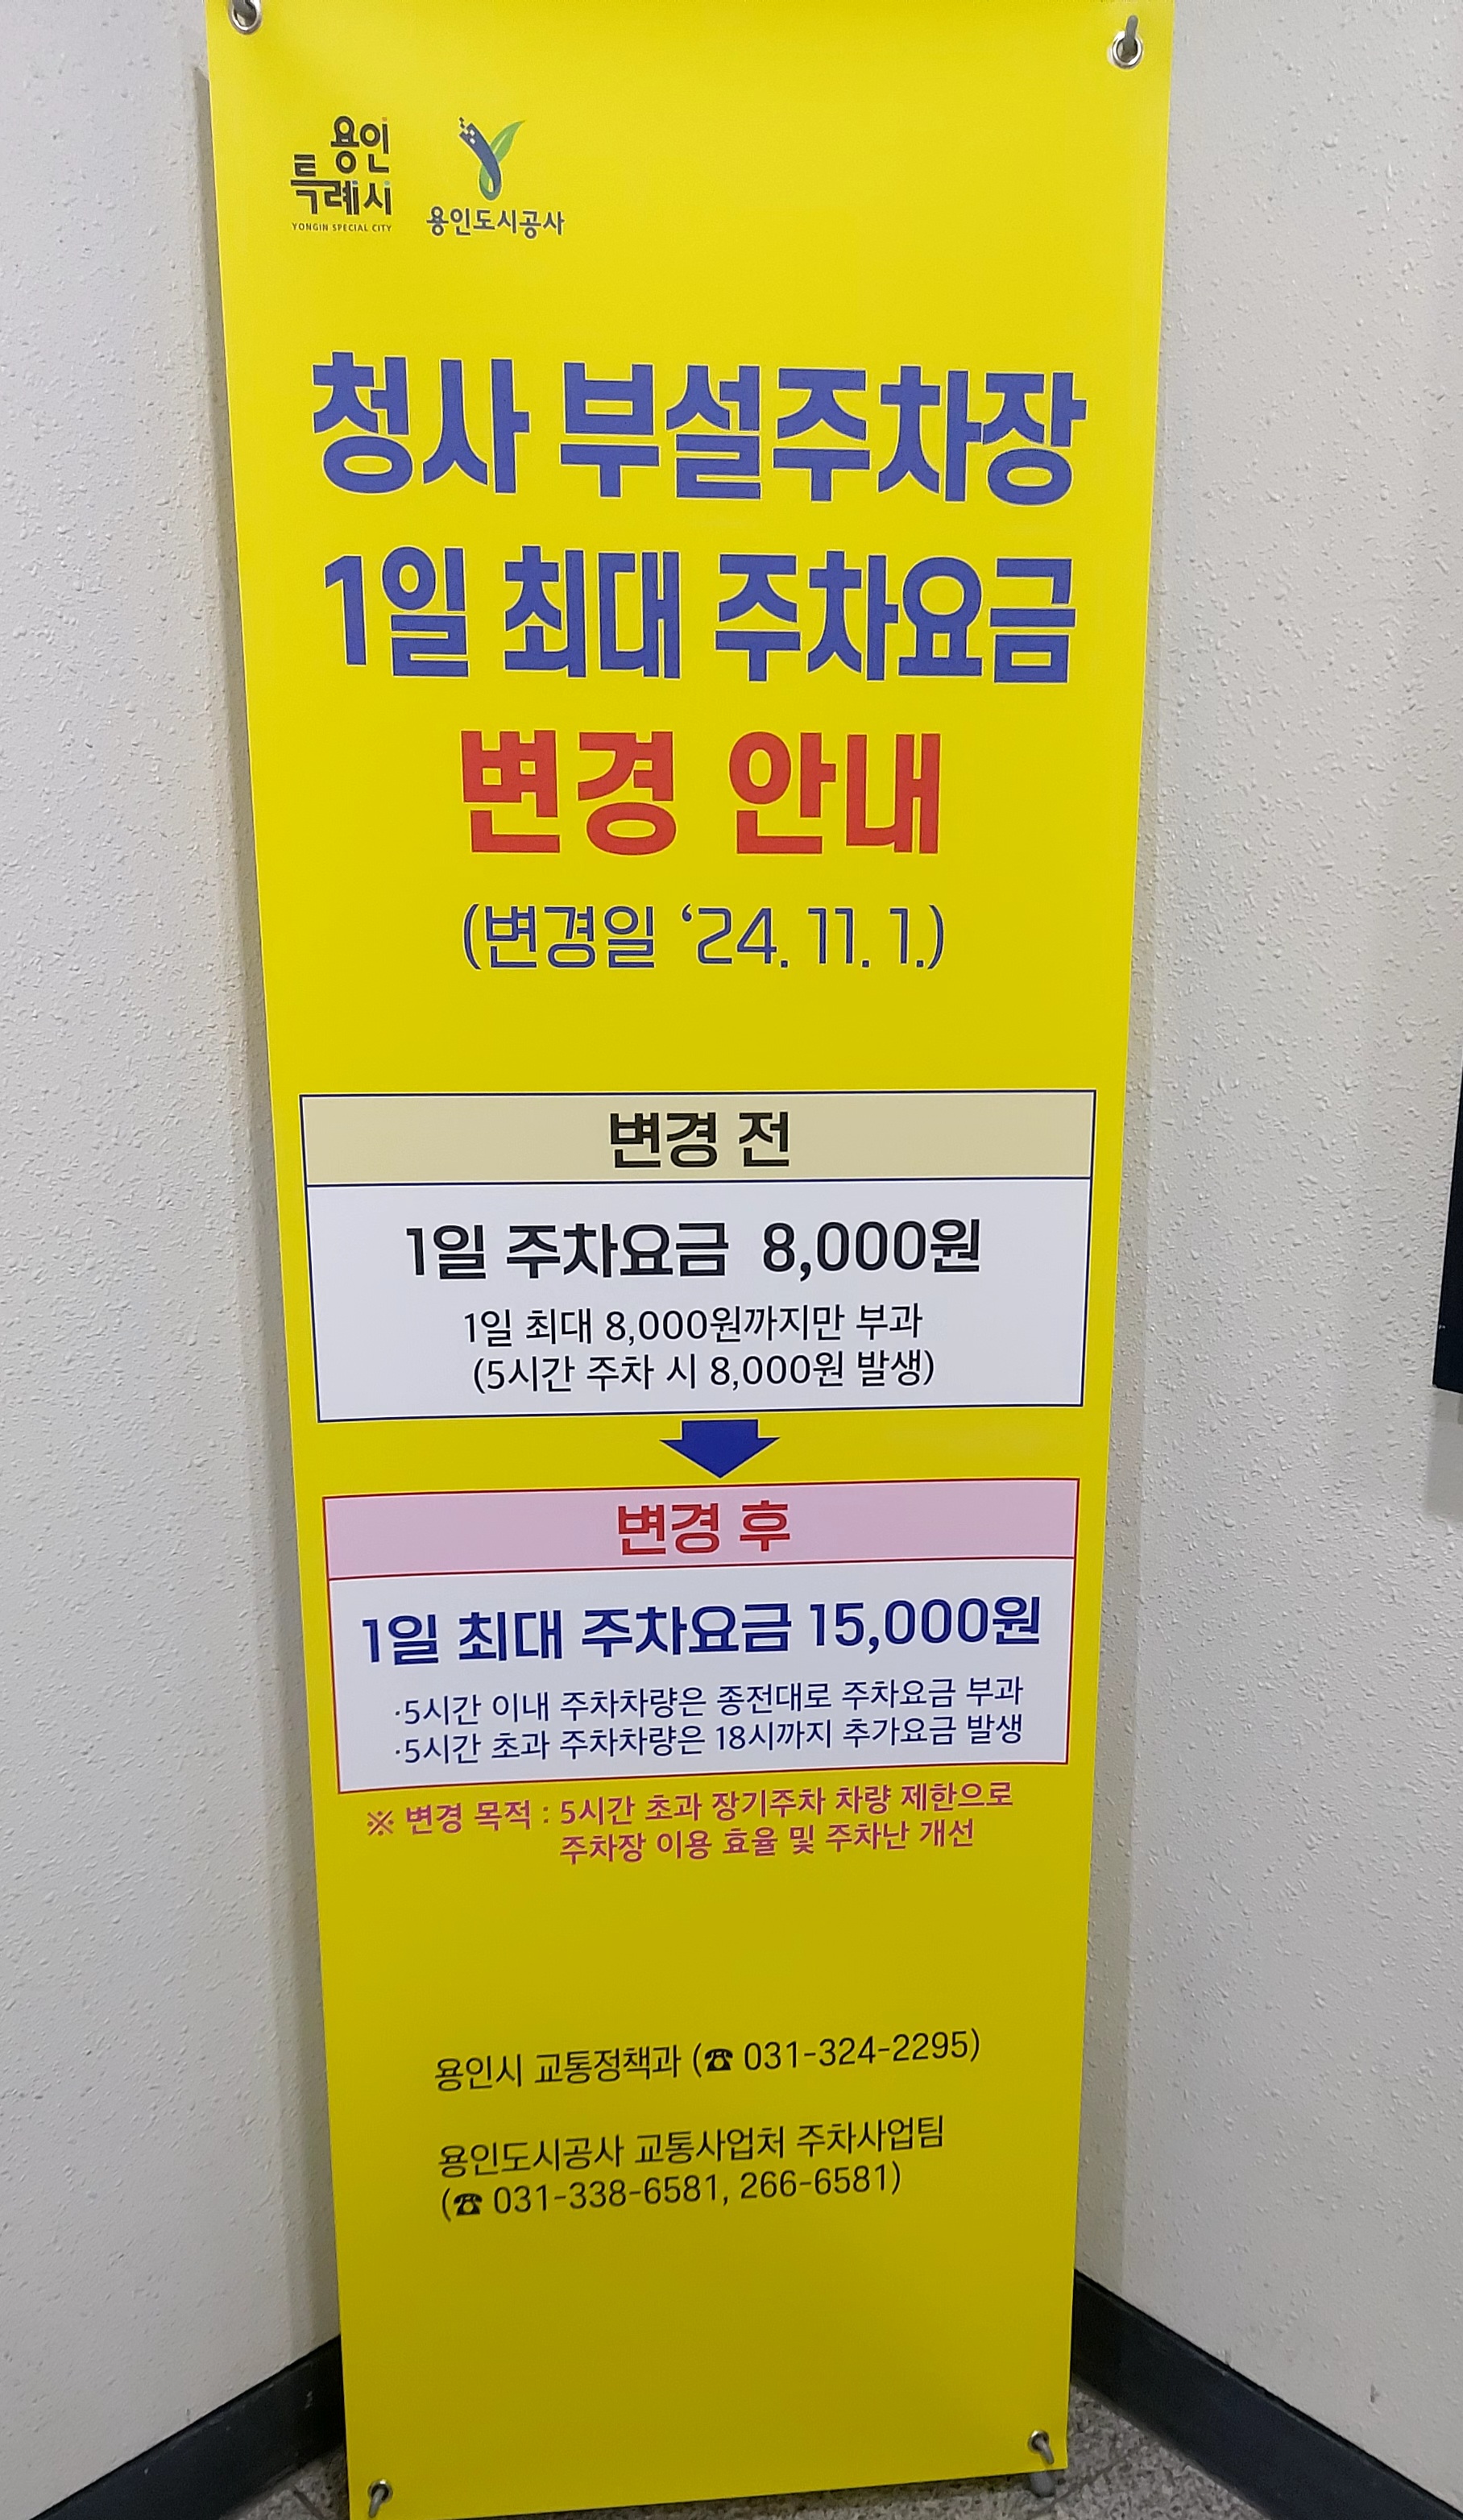 용인
특례시
YONGIN SPECIAL CITY
용인도시공사
청사 부설주차장
1일 최대 주차요금
변경 안내
(변경일 ‘24. 11. 1.)
변경 전
1일 주차요금 8,000원
1일 최대 8,000원까지만 부과
(5시간 주차 시 8,000원 발생)
변경 후
1일 최대 주차요금 15,000원
·5시간 이내 주차차량은 종전대로 주차요금 부과
·5시간 초과 주차차량은 18시까지 추가요금 발생
※ 변경 목적 : 5시간 초과 장기주차 차량 제한으로
주차장 이용 효율 및 주차난 개선
용인시 교통정책과 (☎ 031-324-2295)
용인도시공사 교통사업처 주차사업팀
(☎ 031-338-6581, 266-6581)